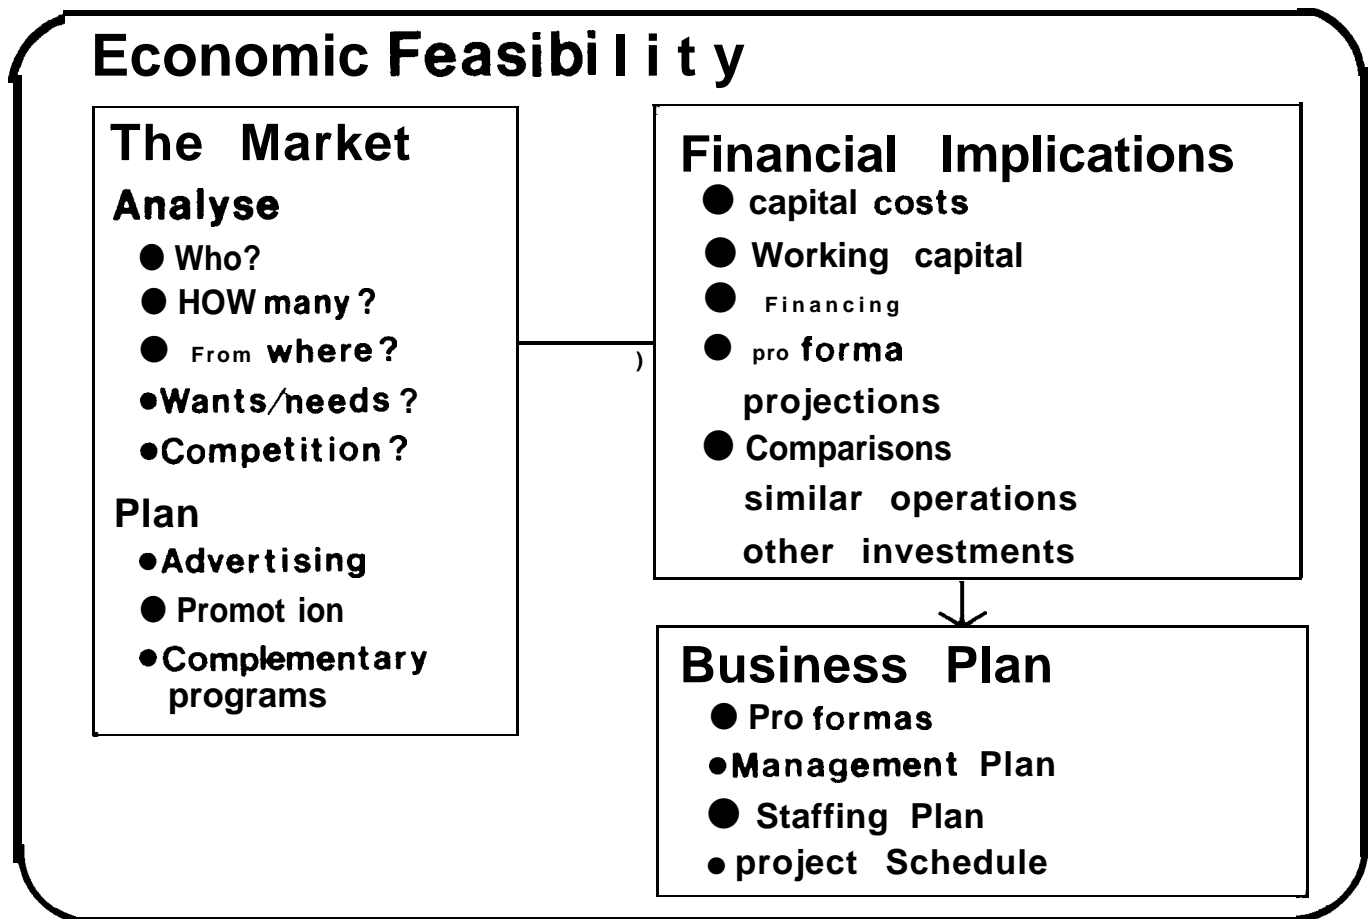 Economic Feasibility
The Market
Analyse
● Who?
● HOW many?
● From where?
● Wants/needs?
● Competition?
Plan
● Advertising
● Promot ion
● Complementary
programs
)
Financial Implications
● capital costs
● Working capital
● Financing
● pro forma
projections
● Comparisons
similar operations
other investments
Business Plan
● Pro formas
● Management Plan
● Staffing Plan
● project Schedule